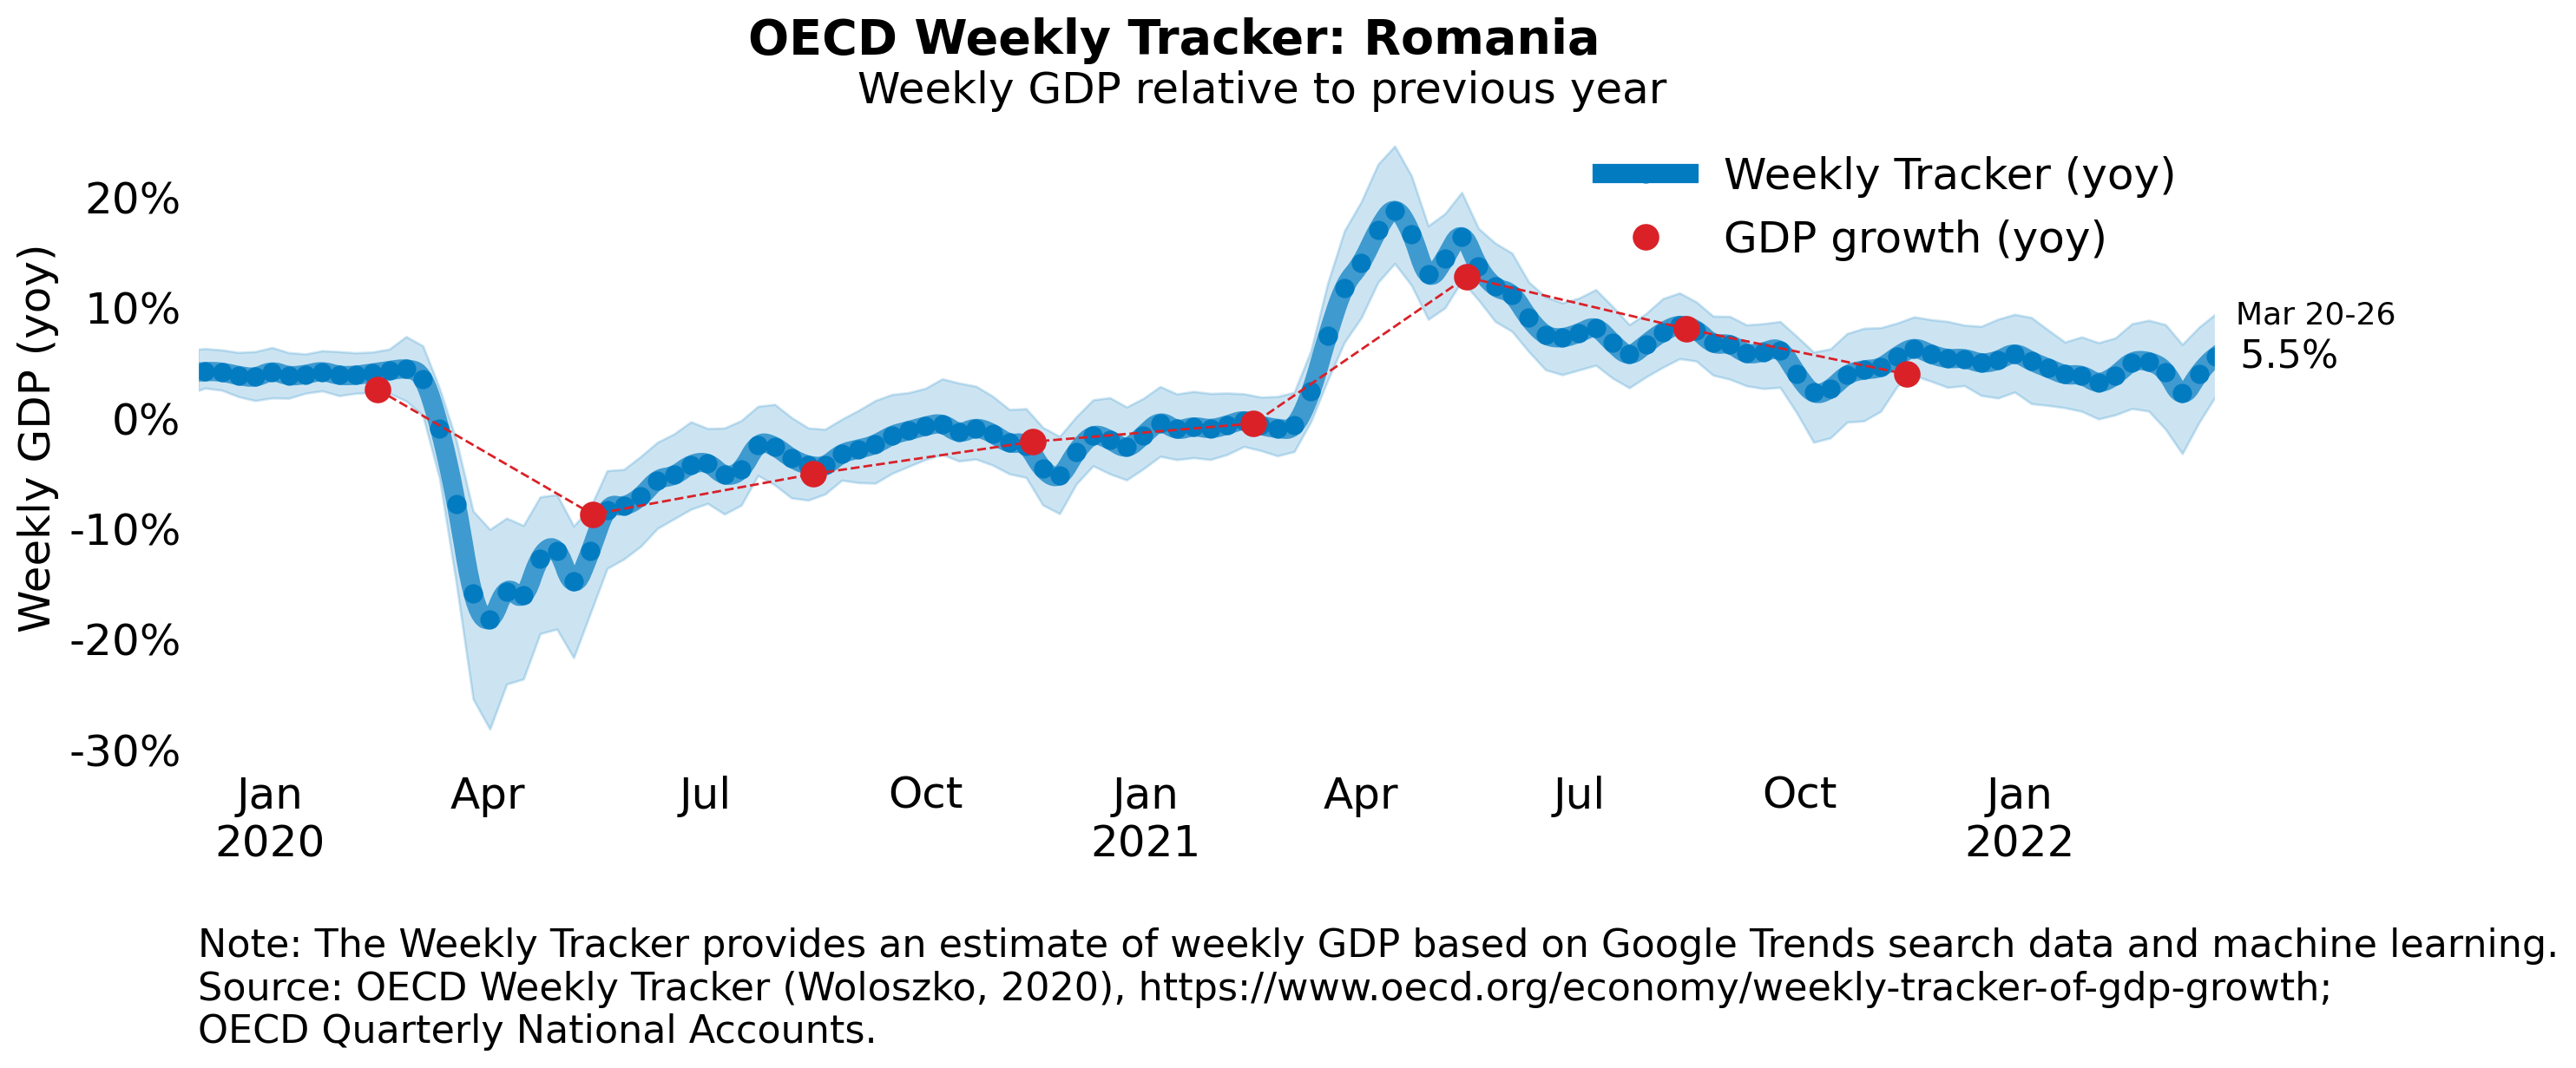 OECD Weekly Tracker: Romania
Weekly GDP relative to previous year
Weekly Tracker (yoy)
GDP growth (yoy)
Weekly GDP (yoy)
20%
10%
0%
-10%
-20%
-30%
Mar 20-26
5.5%
Jan Apr Jul Oct Jan Apr Jul Oct Jan
2020 2021 2022
Note: The Weekly Tracker provides an estimate of weekly GDP based on Google Trends search data and machine learning.
Source: OECD Weekly Tracker (Woloszko, 2020), https://www.oecd.org/economy/weekly-tracker-of-gdp-growth;
OECD Quarterly National Accounts.